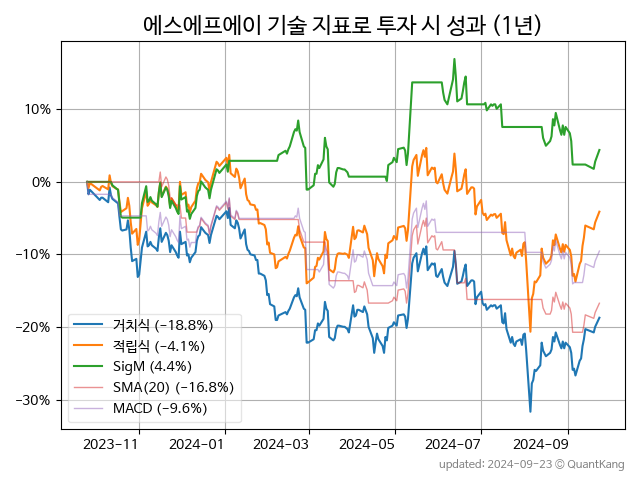 에스에프에이 기술 지표로 투자 시 성과 (1년)
10%
0%
−10%
−20%
−30%
거치식 (−18.8%)
적립식 (−4.1%)
SigM (4.4%)
SMA(20) (−16.8%)
MACD (−9.6%)
2023-11 2024-01 2024-03 2024-05 2024-07 2024-09
updated: 2024-09-23 © QuantKang